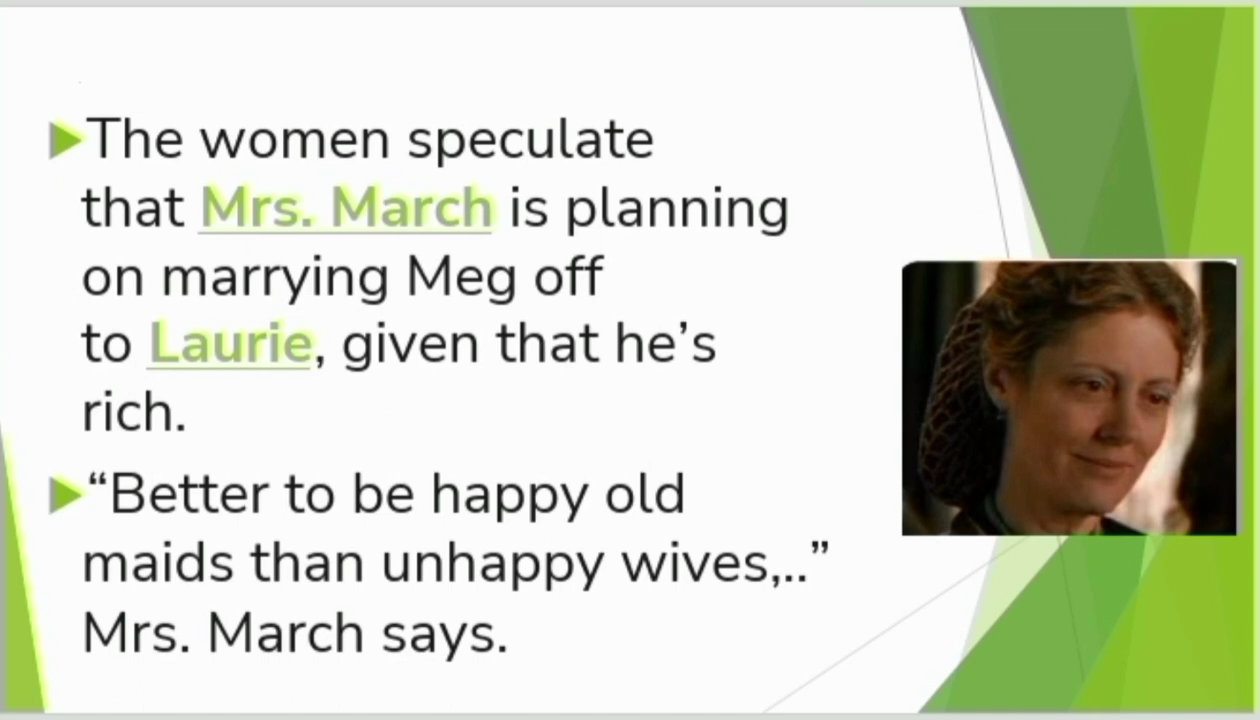 The women speculate
that Mrs. March is planning
on marrying Meg off
to Laurie, given that he’s
rich.
“Better to be happy old
maids than unhappy wives,..”
Mrs. March says.